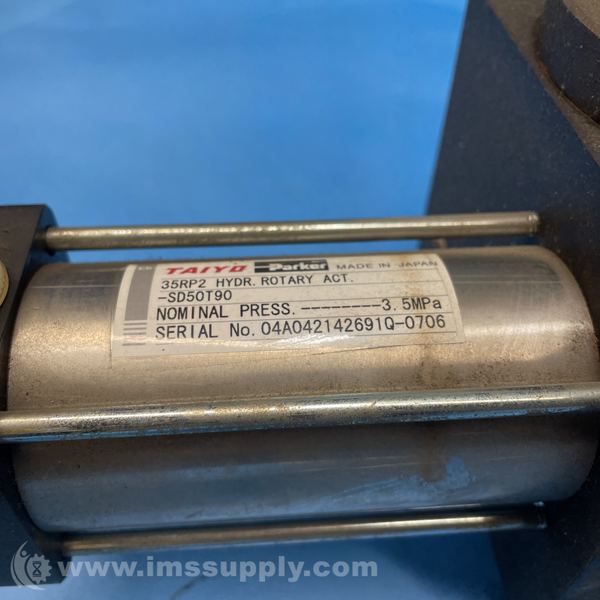 TAIYO Parker MADE IN JAPAN
35RP2 HYDR. ROTARY ACT.
-SD50T90
NOMINAL PRESS. --------3.5MPa
SERIAL No. 04A042142691Q-0706
www.imssupply.com